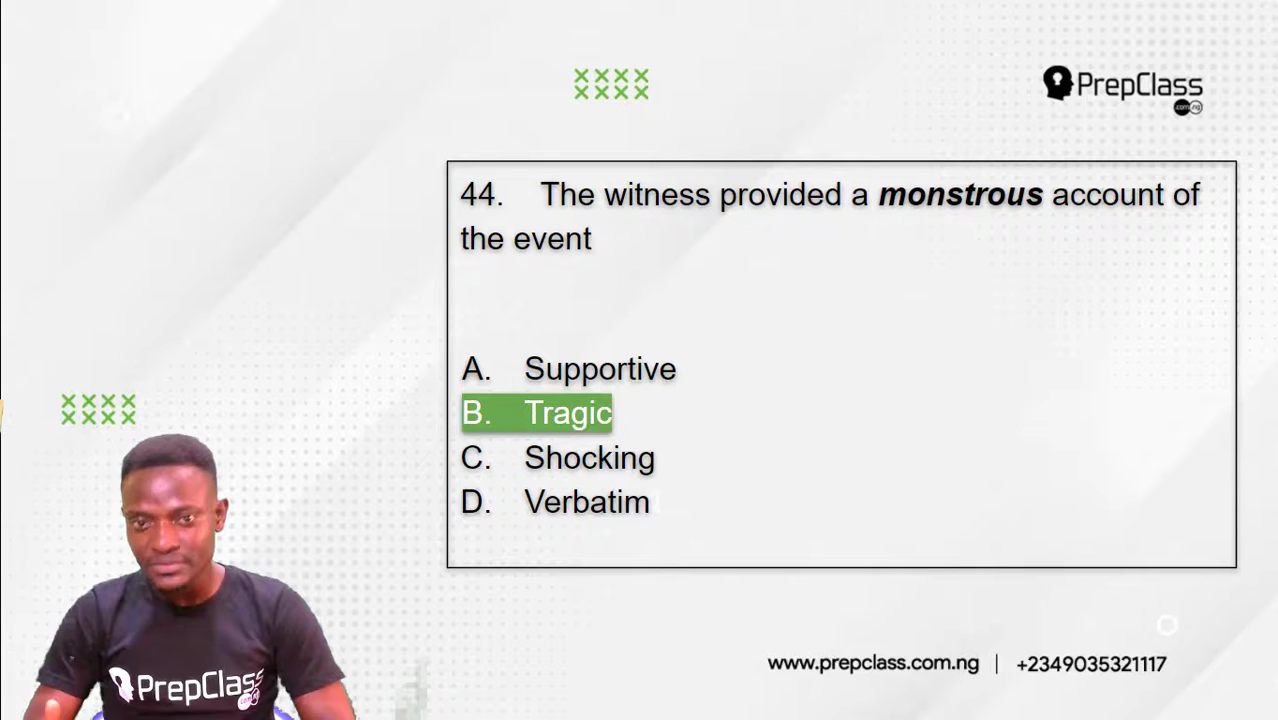 PrepClass
.com.ng
44. The witness provided a monstrous account of
the event
A. Supportive
B. Tragic
C. Shocking
D. Verbatim
PrepClass
www.prepclass.com.ng | +2349035321117